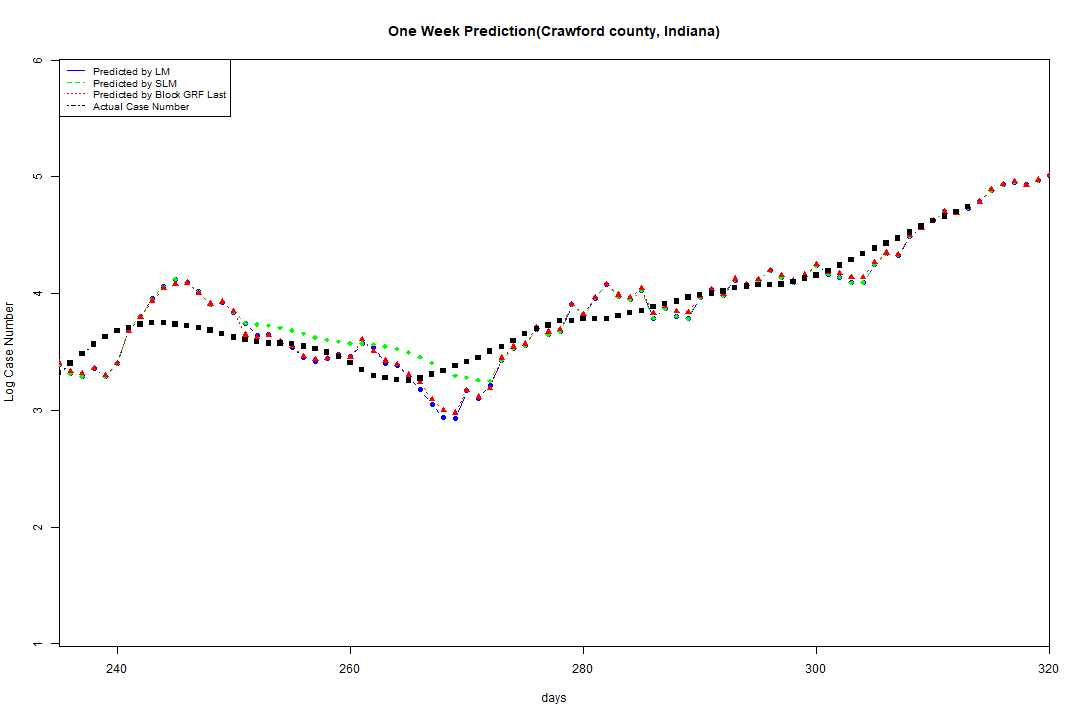 One Week Prediction(Crawford county, Indiana)
Predicted by LM
Predicted by SLM
Predicted by Block GRF Last
Actual Case Number
6
5
4
3
2
1
Log Case Number
240 260 280 300 320
days